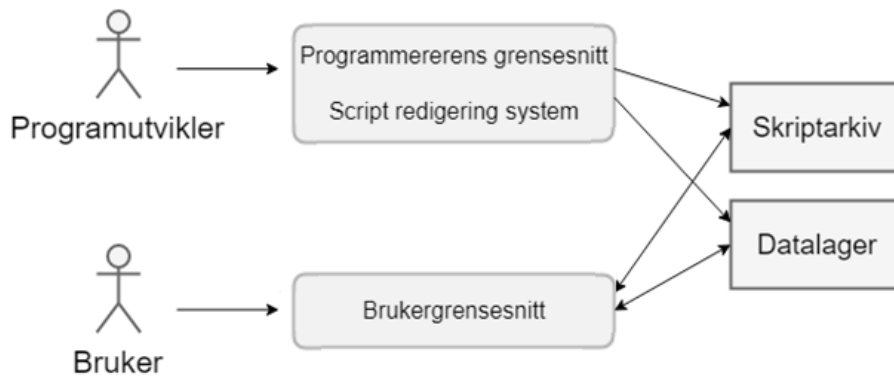 Programutvikler
Programmererens grensesnitt
Script redigering system
Skriptarkiv
Datalager
Bruker
Brukergrensesnitt